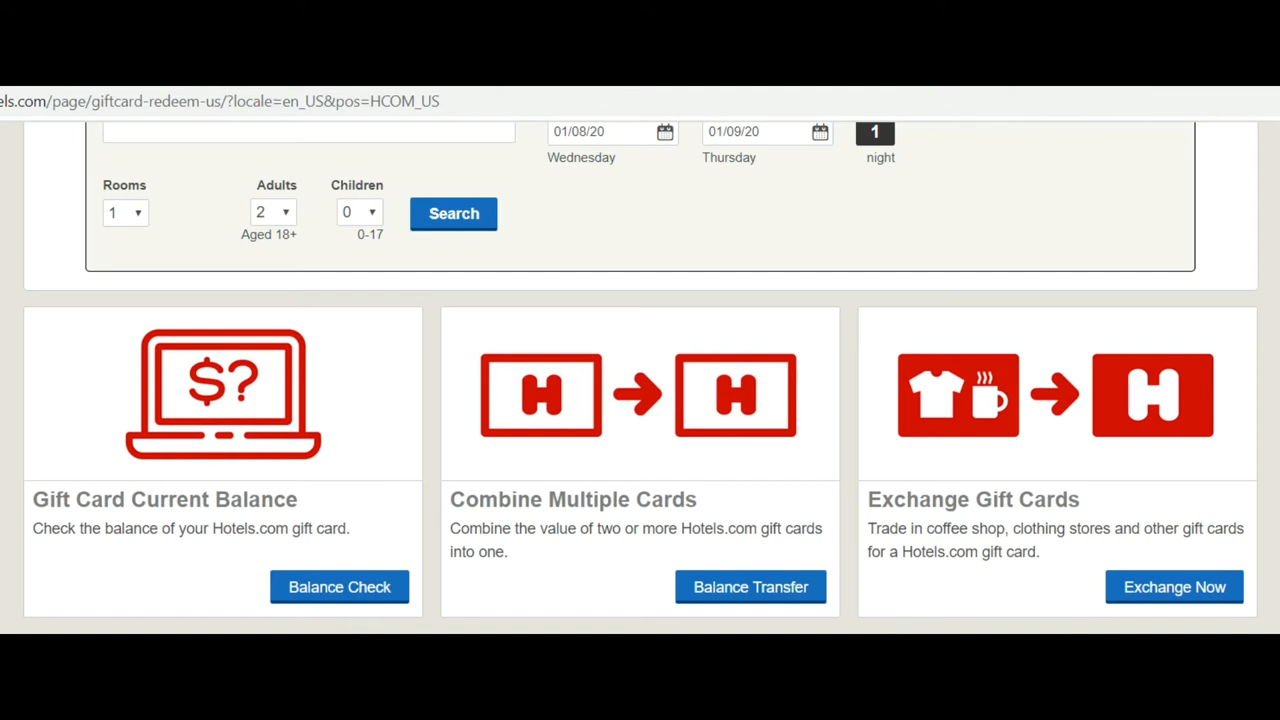 els.com/page/giftcard-redeem-us/?locale=en_US&pos=HCOM_US
01/08/20 01/09/20 1
Wednesday Thursday night
Rooms Adults Children
1 2 0 Search
Aged 18+ 0-17
$?
H H
H
Gift Card Current Balance
Check the balance of your Hotels.com gift card.
Balance Check
Combine Multiple Cards
Combine the value of two or more Hotels.com gift cards
into one.
Balance Transfer
Exchange Gift Cards
Trade in coffee shop, clothing stores and other gift cards
for a Hotels.com gift card.
Exchange Now